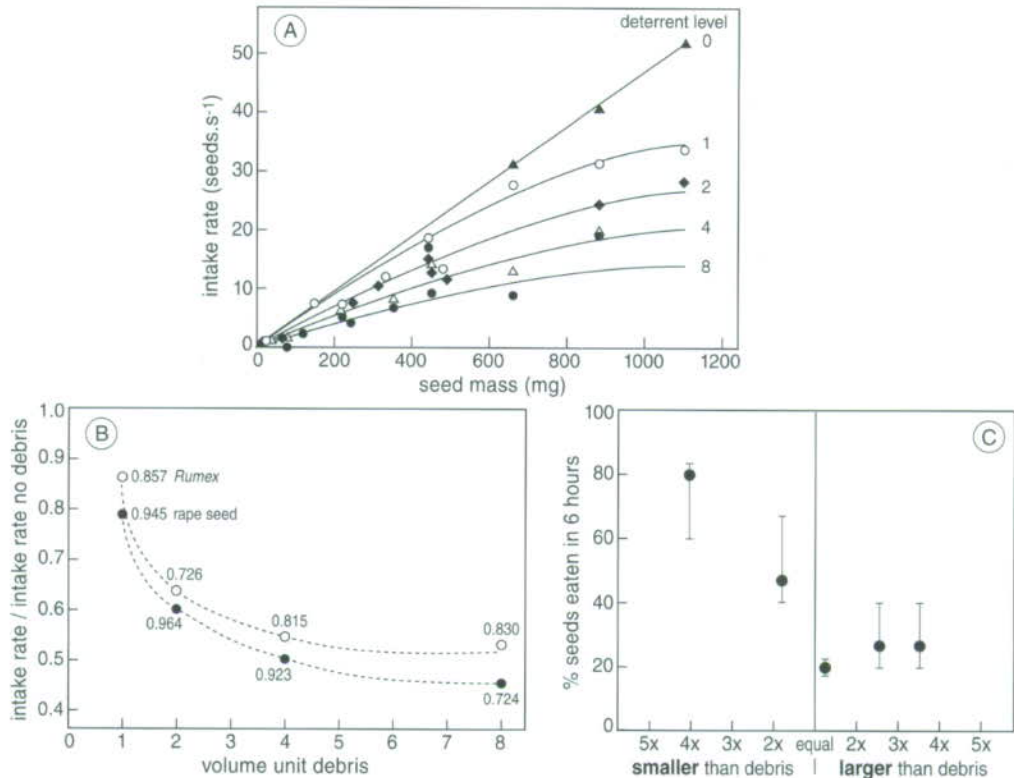 A
deterrent level
0
1
2
4
8
50
40
30
20
10
0
intake rate (seeds.s⁻¹)
0 200 400 600 800 1000 1200
seed mass (mg)
B
1.0
0.9
0.8
0.7
0.6
0.5
0.4
intake rate / intake rate no debris
0.857 Rumex
0.945 rape seed
0.726
0.964
0.815
0.923
0.830
0.724
0 1 2 3 4 5 6 7 8
volume unit debris
C
100
80
60
40
20
0
% seeds eaten in 6 hours
5x 4x 3x 2x equal 2x 3x 4x 5x
smaller than debris | larger than debris